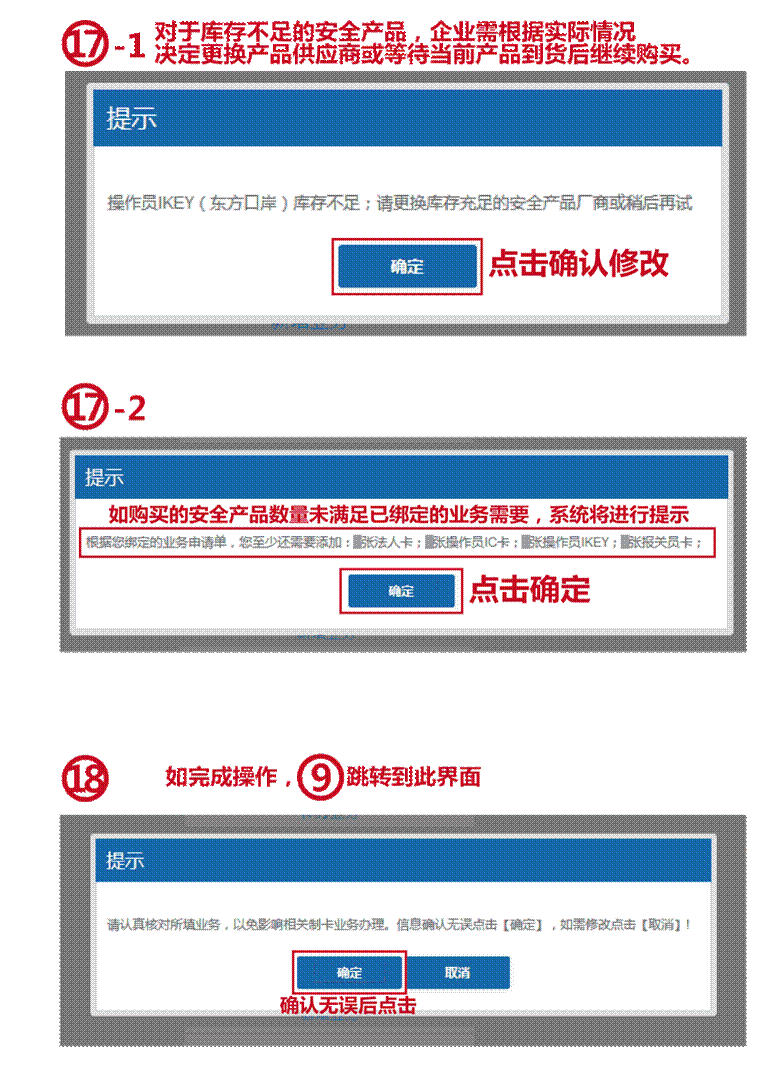 ⑰-1 对于库存不足的安全产品，企业需根据实际情况
决定更换产品供应商或等待当前产品到货后继续购买。
提示
操作员IKEY（东方口岸）库存不足；请更换库存充足的安全产品厂商或稍后再试
确定 点击确认修改
⑰-2
提示
如购买的安全产品数量未满足已绑定的业务需要，系统将进行提示
根据您绑定的业务申请单，您至少还需要添加：张法人卡；张操作员IC卡；张操作员IKEY；张报关员卡；
确定 点击确定
⑱ 如完成操作，⑨跳转到此界面
提示
请认真核对所填业务，以免影响相关制卡业务办理。信息确认无误点击【确定】，如需修改点击【取消】！
确定 取消
确认无误后点击